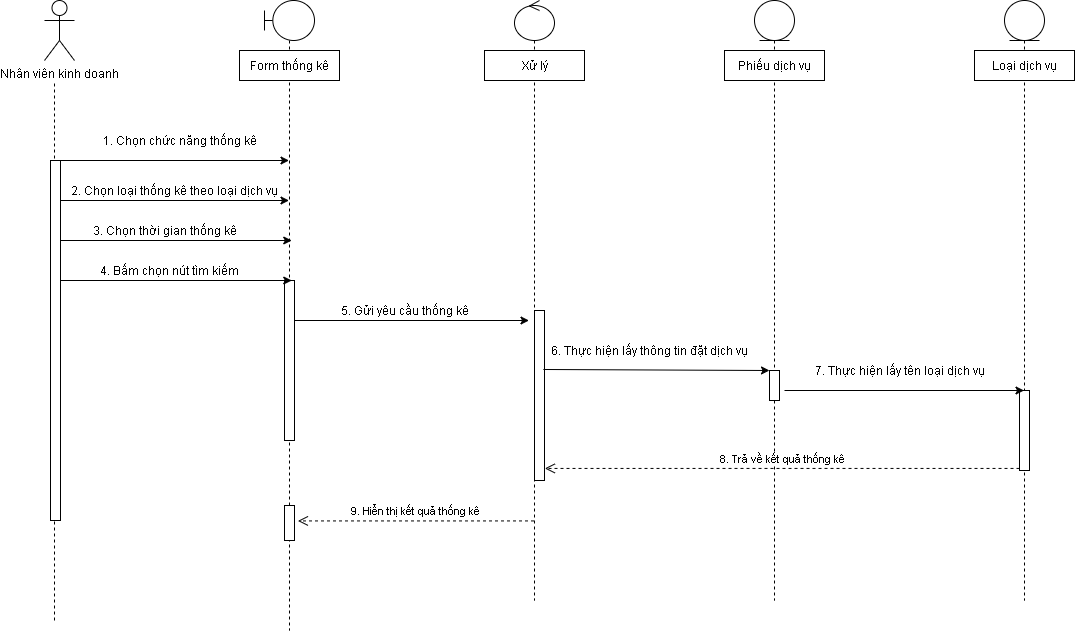 Nhân viên kinh doanh
Form thống kê
Xử lý
Phiếu dịch vụ
Loại dịch vụ
1. Chọn chức năng thống kê
2. Chọn loại thống kê theo loại dịch vụ
3. Chọn thời gian thống kê
4. Bấm chọn nút tìm kiếm
5. Gửi yêu cầu thống kê
6. Thực hiện lấy thông tin đặt dịch vụ
7. Thực hiện lấy tên loại dịch vụ
8. Trả về kết quả thống kê
9. Hiển thị kết quả thống kê